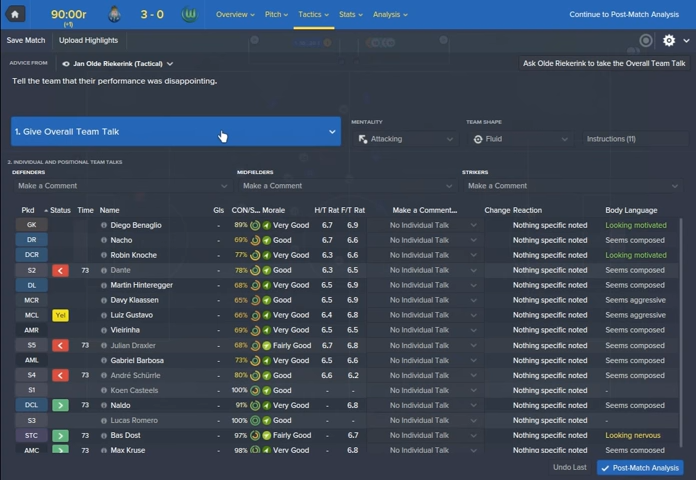 90:00r
(+1)
3 - 0
Overview
Pitch
Tactics
Stats
Analysis
Continue to Post-Match Analysis
Save Match
Upload Highlights
ADVICE FROM
Jan Olde Riekerink (Tactical)
Ask Olde Riekerink to take the Overall Team Talk
Tell the team that their performance was disappointing.
1. Give Overall Team Talk
MENTALITY
Attacking
TEAM SHAPE
Fluid
Instructions (11)
2. INDIVIDUAL AND POSITIONAL TEAM TALKS
DEFENDERS MIDFIELDERS STRIKERS
Make a Comment Make a Comment Make a Comment
Pkd Status Time Name Gls CON/S... Morale H/T Rat F/T Rat Make a Comment... Change Reaction Body Language
GK Diego Benaglio - 89% Very Good 6.7 6.9 No Individual Talk Nothing specific noted Looking motivated
DR Nacho - 69% Good 6.7 6.6 No Individual Talk Nothing specific noted Seems composed
DCR Robin Knoche - 77% Very Good 6.3 6.6 No Individual Talk Nothing specific noted Looking motivated
S2 73 Dante - 78% Good 6.3 6.5 No Individual Talk Nothing specific noted Seems composed
DL Martin Hinteregger - 68% Very Good 6.5 6.9 No Individual Talk Nothing specific noted Seems composed
MCR Davy Klaassen - 65% Good 6.5 6.9 No Individual Talk Nothing specific noted Seems aggressive
MCL Yel Luiz Gustavo - 66% Very Good 6.4 6.8 No Individual Talk Nothing specific noted Seems aggressive
AMR Vieirinha - 69% Very Good 6.5 6.5 No Individual Talk Nothing specific noted Seems composed
S5 73 Julian Draxler - 68% Fairly Good 6.7 6.8 No Individual Talk Nothing specific noted Seems composed
AML Gabriel Barbosa - 73% Very Good 6.5 6.6 No Individual Talk Nothing specific noted Seems composed
S4 73 André Schürrle - 80% Good 6.6 6.2 No Individual Talk Nothing specific noted Seems composed
S1 Koen Casteels - 100% Good - - No Individual Talk Nothing specific noted -
DCL 73 Naldo - 91% Very Good - 6.8 No Individual Talk Nothing specific noted Seems composed
S3 Lucas Romero - 100% Good - - No Individual Talk Nothing specific noted -
STC 73 Bas Dost - 97% Fairly Good - 6.7 No Individual Talk Nothing specific noted Looking nervous
AMC 73 Max Kruse - 98% Very Good - 6.8 No Individual Talk Nothing specific noted Seems composed
Undo Last
Post-Match Analysis